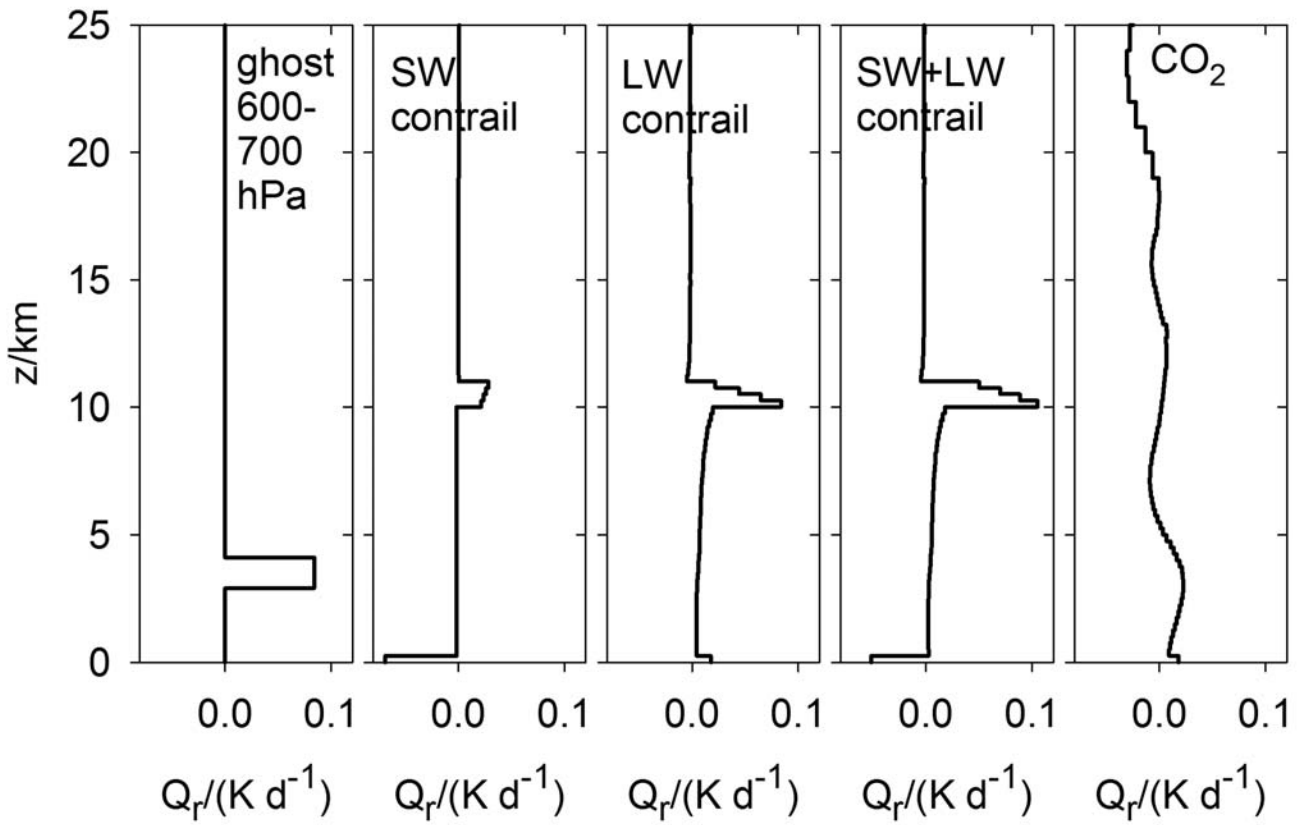 25
20
15
10
5
0
z/km
ghost
600-
700
hPa
SW
contrail
LW
contrail
SW+LW
contrail
CO2
0.0 0.1
0.0 0.1
0.0 0.1
0.0 0.1
0.0 0.1
Qr/(K d-1)
Qr/(K d-1)
Qr/(K d-1)
Qr/(K d-1)
Qr/(K d-1)